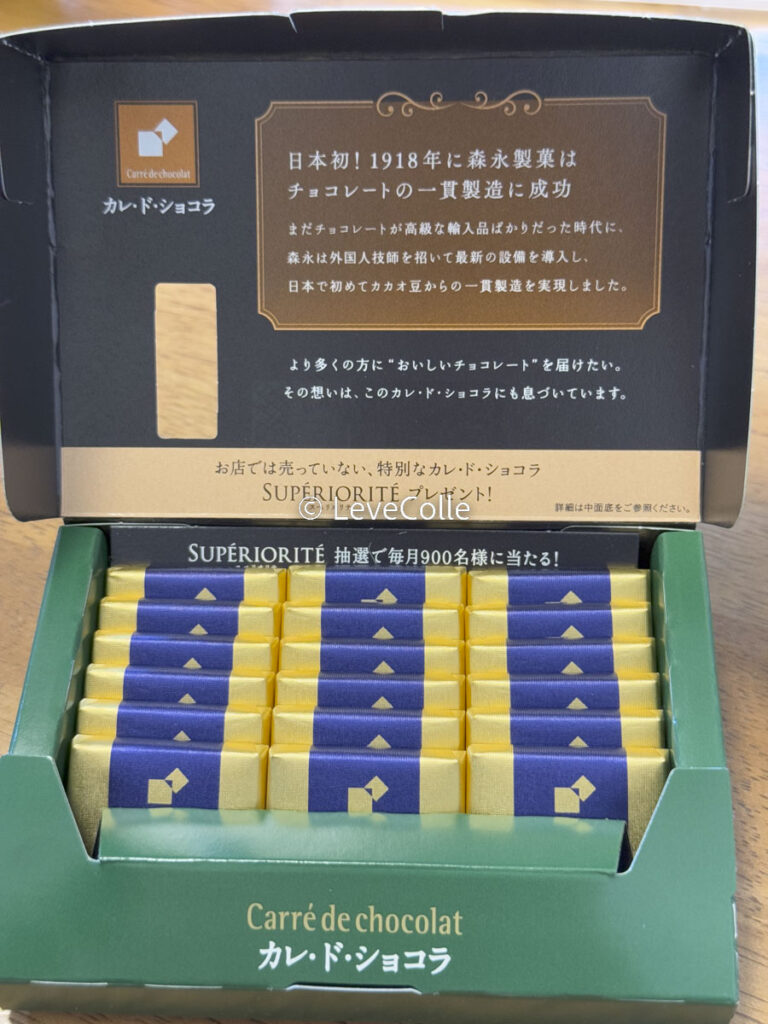 Carré de chocolat
カレ・ド・ショコラ
日本初！1918年に森永製菓は
チョコレートの一貫製造に成功
まだチョコレートが高級な輸入品ばかりだった時代に、
森永は外国人技師を招いて最新の設備を導入し、
日本で初めてカカオ豆からの一貫製造を実現しました。
より多くの方に“おいしいチョコレート”を届けたい。
その想いは、このカレ・ド・ショコラにも息づいています。
お店では売っていない、特別なカレ・ド・ショコラ
SUPÉRIORITÉ プレゼント！
詳細は中面底をご参照ください。
© LeveColle
SUPÉRIORITÉ 抽選で毎月900名様に当たる！
Carré de chocolat
カレ・ド・ショコラ